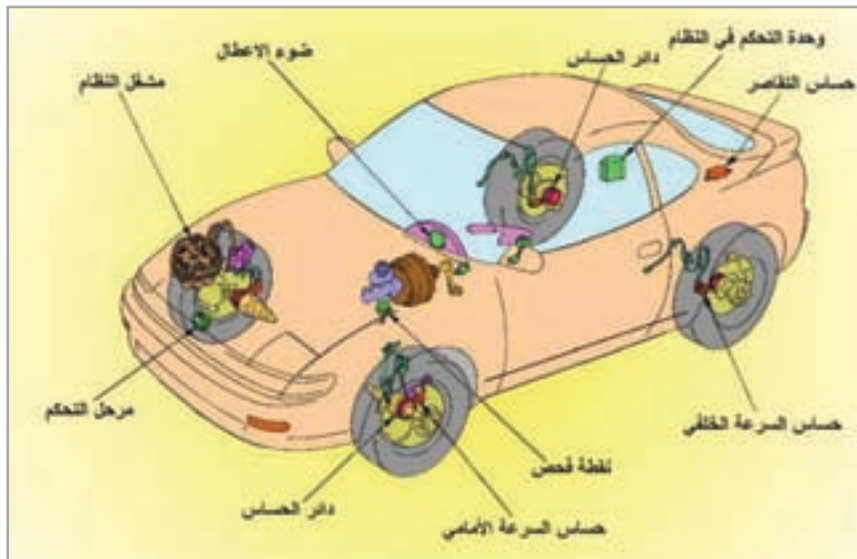 وحدة التحكم في النظام
دائر الحساس
ضوء الاعطال
حساس التقاصر
مشغل النظام
مرحل التحكم
حساس السرعة الخلفي
نقطة فحص
دائر الحساس
حساس السرعة الأمامي